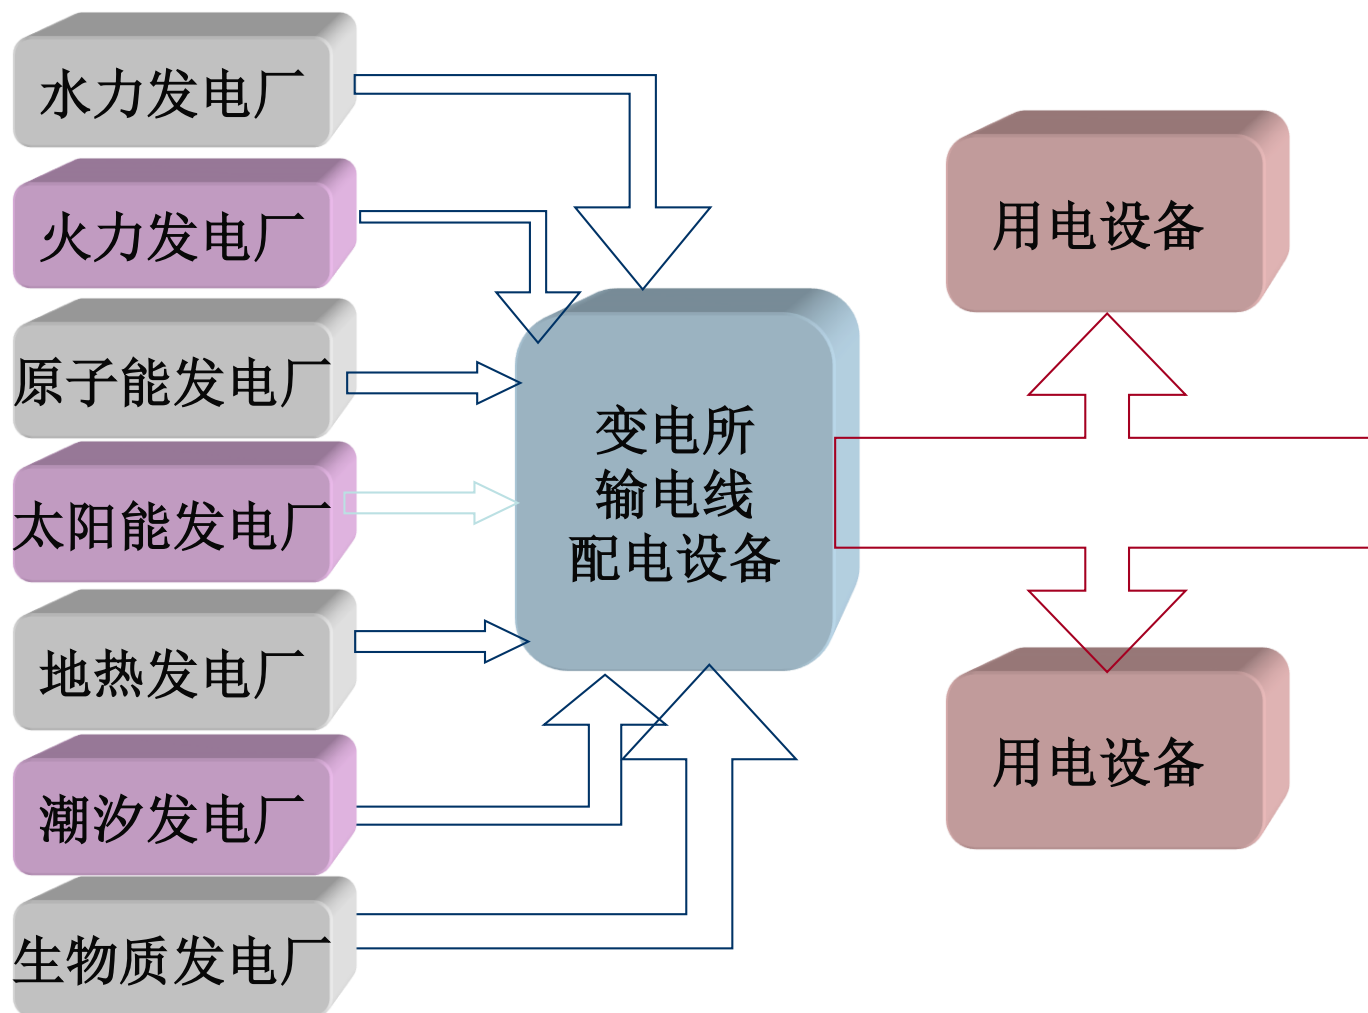 水力发电厂
火力发电厂
原子能发电厂
太阳能发电厂
地热发电厂
潮汐发电厂
生物质发电厂
变电所
输电线
配电设备
用电设备
用电设备